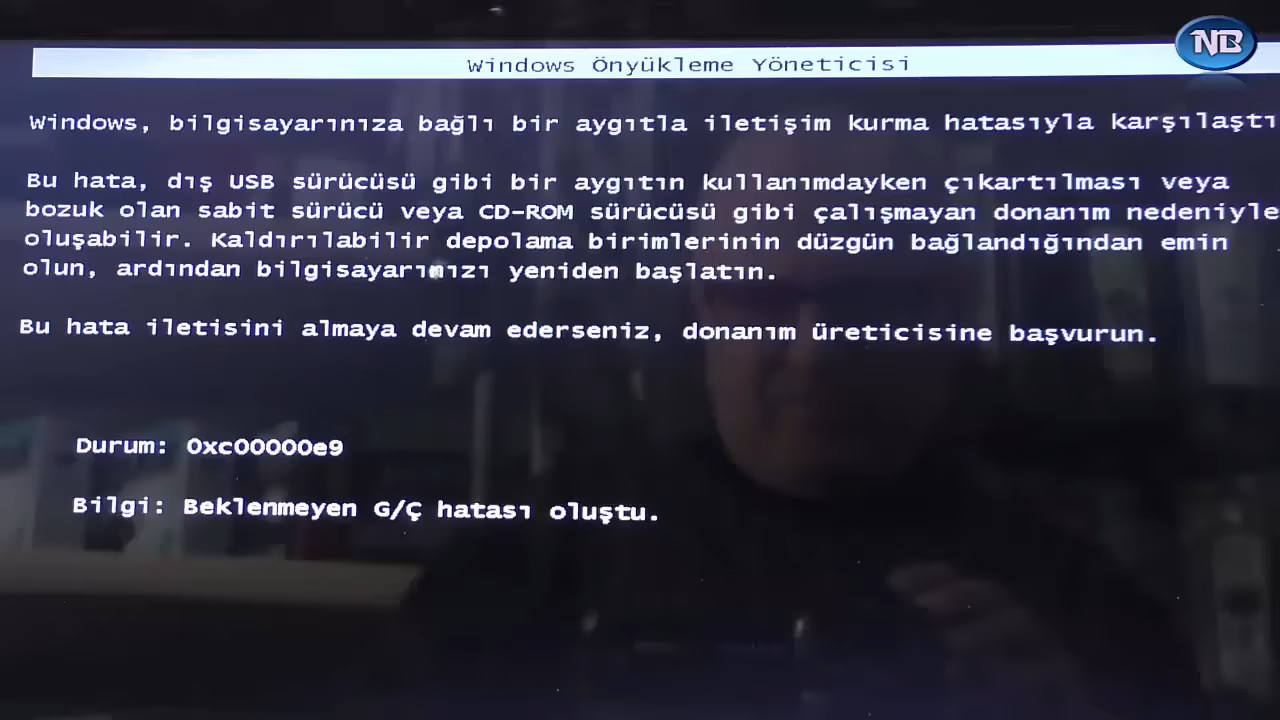 NB
Windows Önyükleme Yöneticisi
Windows, bilgisayarınıza bağlı bir aygıtla iletişim kurma hatasıyla karşılaştı
Bu hata, dış USB sürücüsü gibi bir aygıtın kullanımdayken çıkartılması veya
bozuk olan sabit sürücü veya CD-ROM sürücüsü gibi çalışmayan donanım nedeniyle
oluşabilir. Kaldırılabilir depolama birimlerinin düzgün bağlandığından emin
olun, ardından bilgisayarınızı yeniden başlatın.
Bu hata iletisini almaya devam ederseniz, donanım üreticisine başvurun.
Durum: 0xc00000e9
Bilgi: Beklenmeyen G/Ç hatası oluştu.